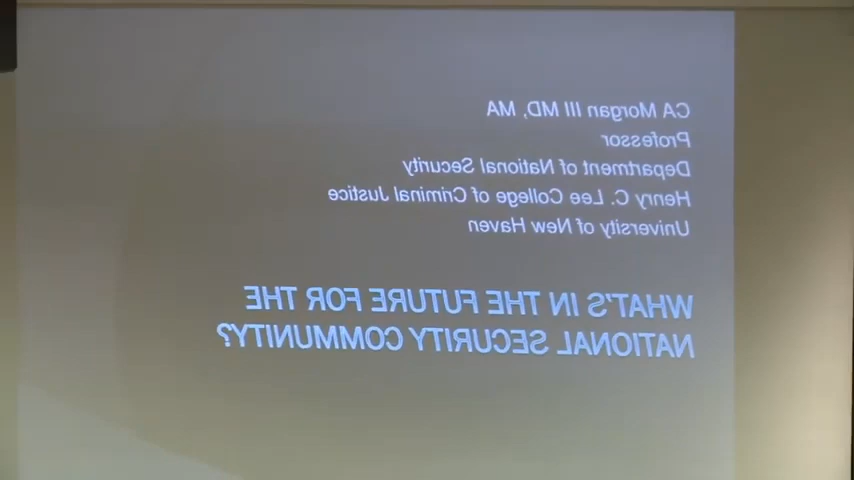 CA Morgan III MD, MA
Professor
Department of National Security
Henry C. Lee College of Criminal Justice
University of New Haven
WHAT'S IN THE FUTURE FOR THE
NATIONAL SECURITY COMMUNITY?